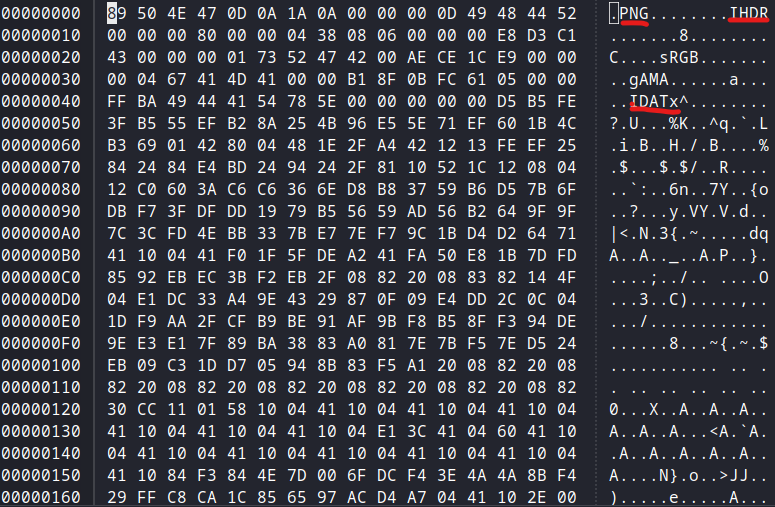 00000000 89 50 4E 47 0D 0A 1A 0A 00 00 00 0D 49 48 44 52 .PNG........IHDR
00000010 00 00 00 80 00 00 04 38 08 06 00 00 00 E8 D3 C1 .......8........
00000020 43 00 00 00 01 73 52 47 42 00 AE CE 1C E9 00 00 C....sRGB.......
00000030 00 04 67 41 4D 41 00 00 B1 8F 0B FC 61 05 00 00 ..gAMA......a...
00000040 FF BA 49 44 41 54 78 5E 00 00 00 00 00 D5 B5 FE ..IDATx^........
00000050 3F B5 55 EF B2 8A 25 4B 96 E5 5E 71 EF 60 1B 4C ?.U...%K..^q.`.L
00000060 B3 69 01 42 80 04 48 1E 2F A4 42 12 13 FE EF 25 .i.B..H./.B....%
00000070 84 24 84 E4 BD 24 94 24 2F 81 10 52 1C 12 08 04 .$...$.$/..R....
00000080 12 C0 60 3A C6 C6 36 6E D8 B8 37 59 B6 D5 7B 6F ..`:..6n..7Y..{o
00000090 DB F7 3F DF DD 19 79 B5 56 59 AD 56 B2 64 9F 9F ..?...y.VY.V.d..
000000A0 7C 3C FD 4E BB 33 7B E7 7E F7 9C 1B D4 D2 64 71 |<.N.3{.~.....dq
000000B0 41 10 04 41 F0 1F 5F DE A2 41 FA 50 E8 1B 7D FD A..A.._..A.P..}.
000000C0 85 92 EB EC 3B F2 EB 2F 08 82 20 08 83 82 14 4F ....;../.. ....O
000000D0 04 E1 DC 33 A4 9E 43 29 87 0F 09 E4 DD 2C 0C 04 ...3..C).....,..
000000E0 1D F9 AA 2F CF B9 BE 91 AF 9B F8 B5 8F F3 94 DE .../............
000000F0 9E E3 E1 7F 89 BA 38 83 A0 81 7E 7B F5 7E ED 24 ......8...~{.~.$
00000100 EB 09 C3 1D D7 05 94 8B 83 F5 A1 20 08 82 20 08 ........... .. .
00000110 82 20 08 82 20 08 82 20 08 82 20 08 82 20 08 82 . .. .. .. .. ..
00000120 30 CC 11 01 58 10 04 41 10 04 41 10 04 41 10 04 0...X..A..A..A..
00000130 41 10 04 41 10 04 41 10 04 E1 3C 41 04 60 41 10 A..A..A...<A.`A.
00000140 04 41 10 04 41 10 04 41 10 04 41 10 04 41 10 04 .A..A..A..A..A..
00000150 41 10 84 F3 84 4E 7D 00 6F DC F4 3E 4A 4A 8B F4 A....N}.o..>JJ..
00000160 29 FF C8 CA 1C 85 65 97 AC D4 A7 04 41 10 2E 00 ).....e.....A...